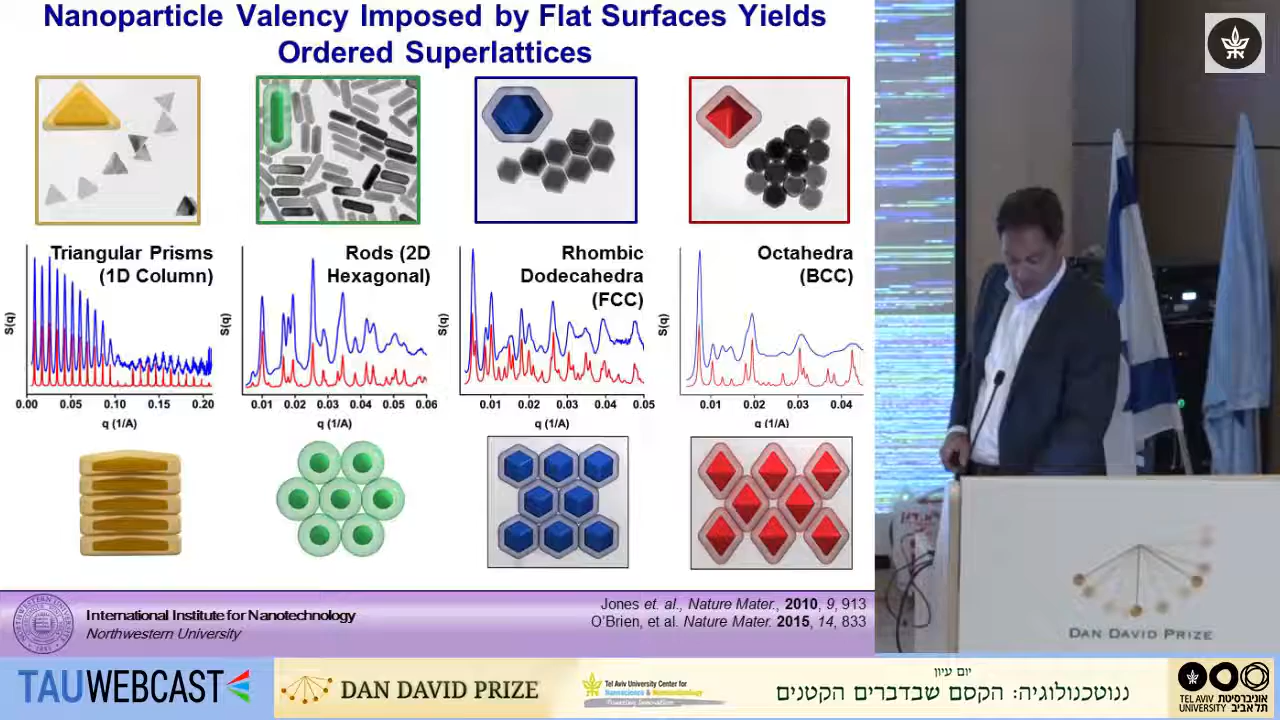 Nanoparticle Valency Imposed by Flat Surfaces Yields
Ordered Superlattices
Triangular Prisms
(1D Column)
Rods (2D
Hexagonal)
Rhombic
Dodecahedra
(FCC)
Octahedra
(BCC)
S(q)
S(q)
S(q)
S(q)
0.00 0.05 0.10 0.15 0.20
0.01 0.02 0.03 0.04 0.05 0.06
0.01 0.02 0.03 0.04 0.05
0.01 0.02 0.03 0.04
q (1/A)
q (1/A)
q (1/A)
q (1/A)
International Institute for Nanotechnology
Northwestern University
Jones et. al., Nature Mater., 2010, 9, 913
O'Brien, et al. Nature Mater. 2015, 14, 833
DAN DAVID PRIZE
TAUWEBCAST
DAN DAVID PRIZE
Tel Aviv University Center for
Nanoscience & Nanotechnology
יום עיון
ננוטכנולוגיה: הקסם שבדברים הקטנים
TEL AVIV אוניברסיטת
UNIVERSITY תל אביב